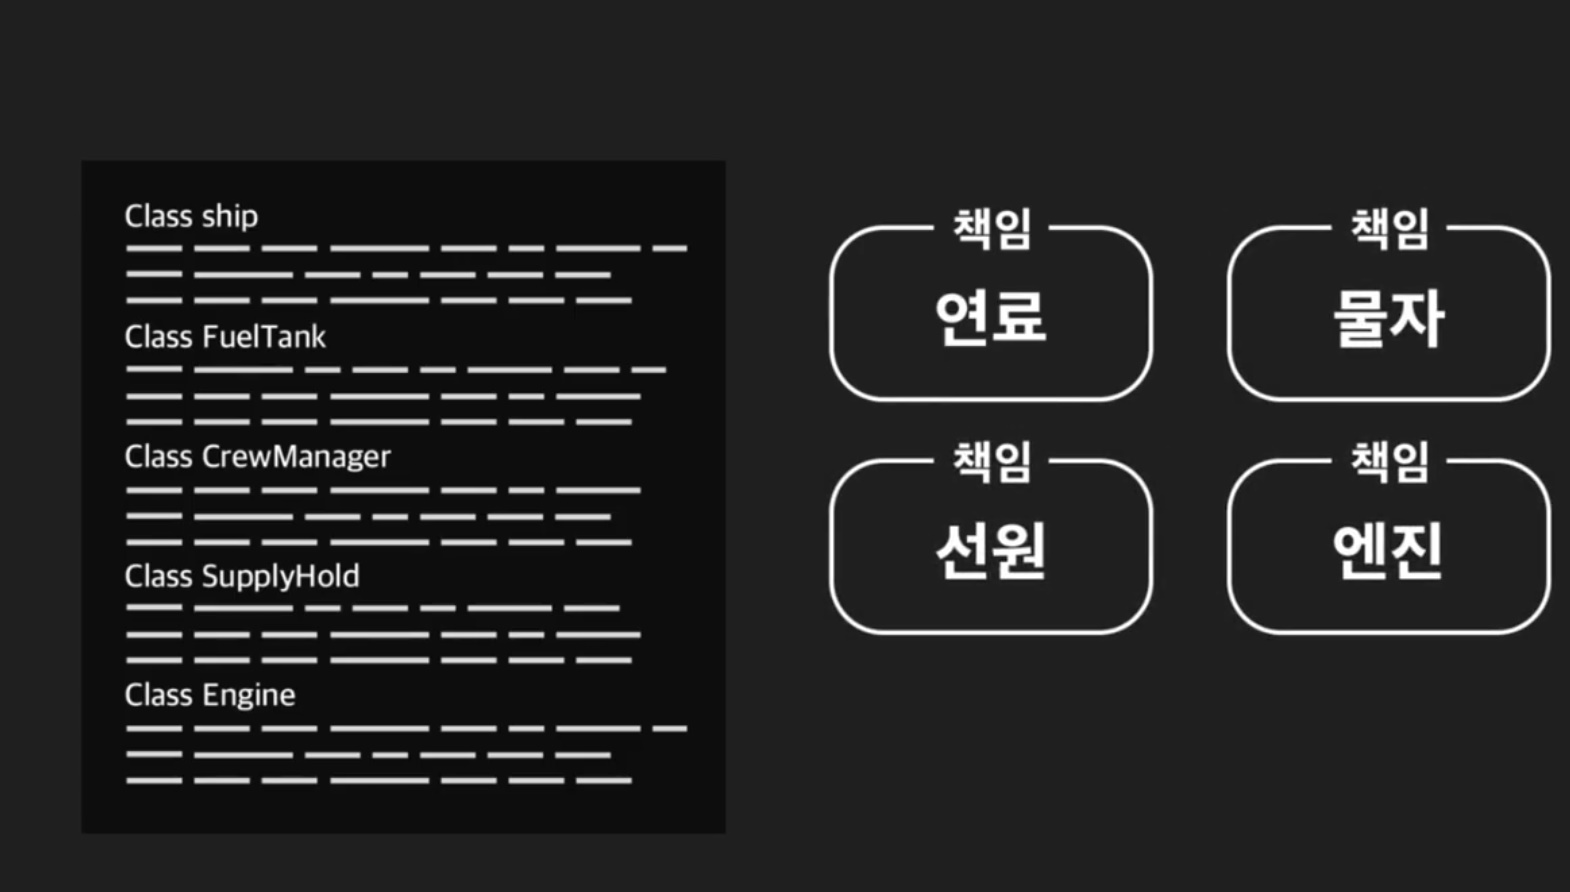 Class ship
Class FuelTank
Class CrewManager
Class SupplyHold
Class Engine
책임
연료
책임
물자
책임
선원
책임
엔진